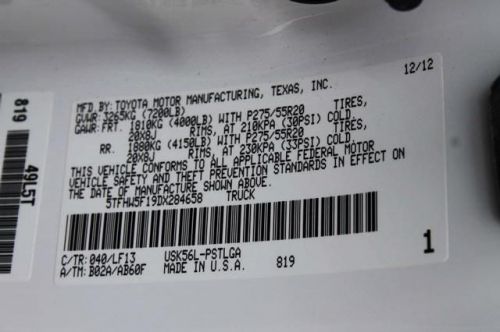 MFD.BY: TOYOTA MOTOR MANUFACTURING, TEXAS, INC. 12/12
GVWR: 3265KG (7200LB)
GAWR: FRT. 1810KG (4000LB) WITH P275/55R20 TIRES,
20X8J RIMS, AT 210KPA (30PSI) COLD.
RR. 1880KG (4150LB) WITH P275/55R20 TIRES,
20X8J RIMS, AT 230KPA (33PSI) COLD.
THIS VEHICLE CONFORMS TO ALL APPLICABLE FEDERAL MOTOR
VEHICLE SAFETY AND THEFT PREVENTION STANDARDS IN EFFECT ON
THE DATE OF MANUFACTURE SHOWN ABOVE.
5TFHW5F19DX284658 TRUCK
C/TR: 040/LF13 USK56L-PSTLGA
A/TM: B02A/AB60F MADE IN U.S.A. 819
1
819
49L5T